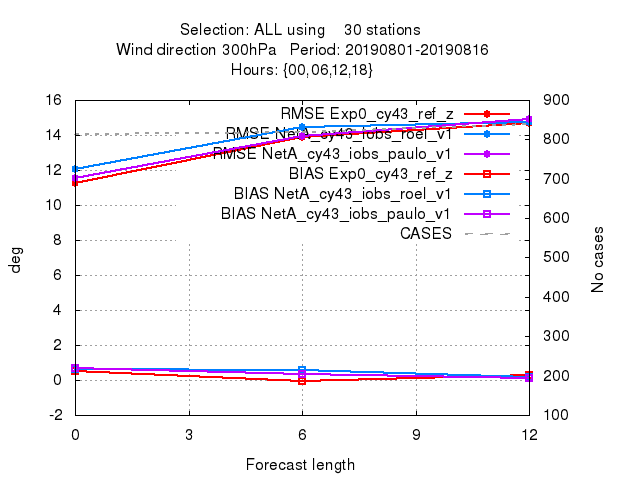 Selection: ALL using 30 stations
Wind direction 300hPa Period: 20190801-20190816
Hours: {00,06,12,18}
16
14
12
10
8
6
4
2
0
-2
deg
900
800
700
600
500
400
300
200
100
No cases
RMSE Exp0_cy43_ref_z
RMSE NetA_cy43_iobs_roel_v1
RMSE NetA_cy43_iobs_paulo_v1
BIAS Exp0_cy43_ref_z
BIAS NetA_cy43_iobs_roel_v1
BIAS NetA_cy43_iobs_paulo_v1
CASES
0 3 6 9 12
Forecast length